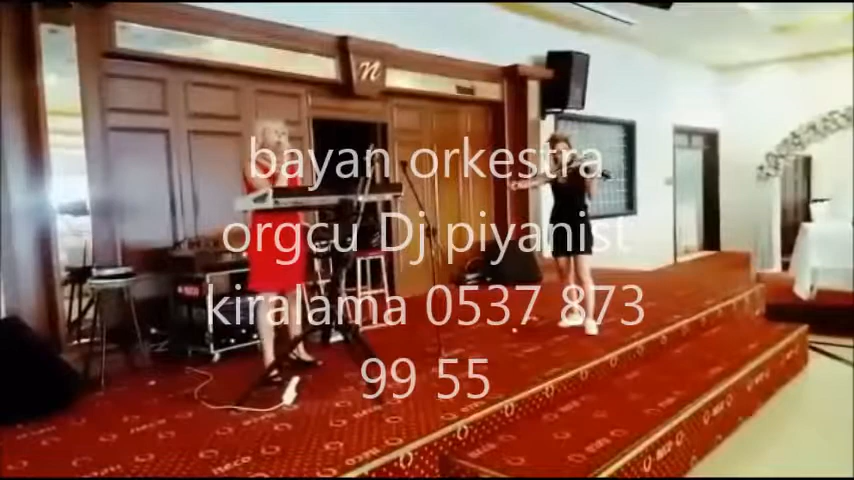 n
bayan orkestra
orgcu Dj piyanist
kiralama 0537 873
99 55